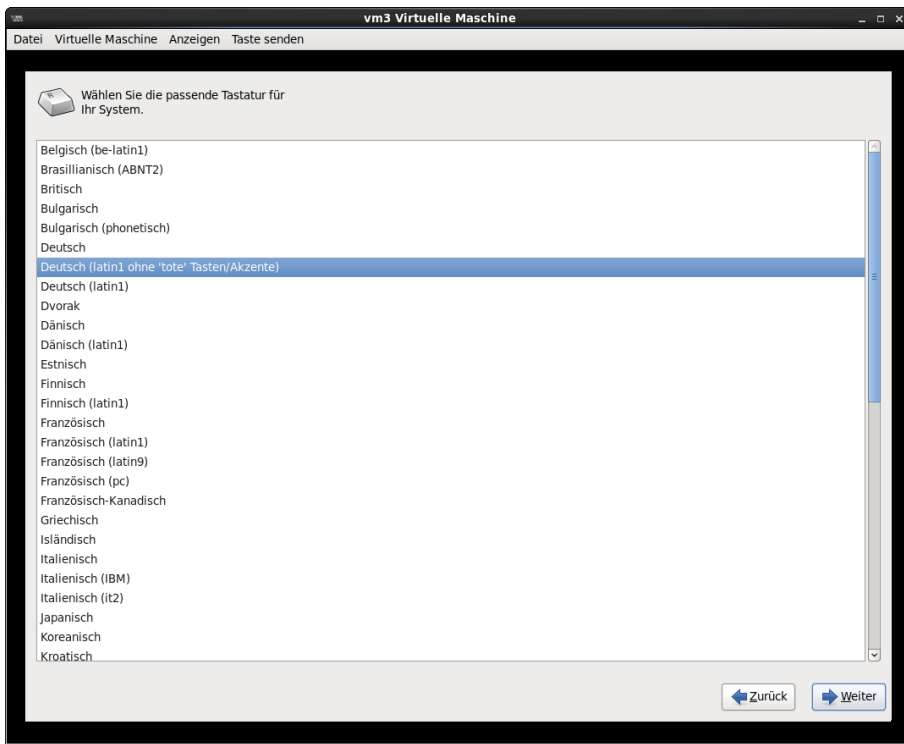 vm3 Virtuelle Maschine
Datei Virtuelle Maschine Anzeigen Taste senden
Wählen Sie die passende Tastatur für
Ihr System.
Belgisch (be-latin1)
Brasillianisch (ABNT2)
Britisch
Bulgarisch
Bulgarisch (phonetisch)
Deutsch
Deutsch (latin1 ohne 'tote' Tasten/Akzente)
Deutsch (latin1)
Dvorak
Dänisch
Dänisch (latin1)
Estnisch
Finnisch
Finnisch (latin1)
Französisch
Französisch (latin1)
Französisch (latin9)
Französisch (pc)
Französisch-Kanadisch
Griechisch
Isländisch
Italienisch
Italienisch (IBM)
Italienisch (it2)
Japanisch
Koreanisch
Kroatisch
Zurück Weiter